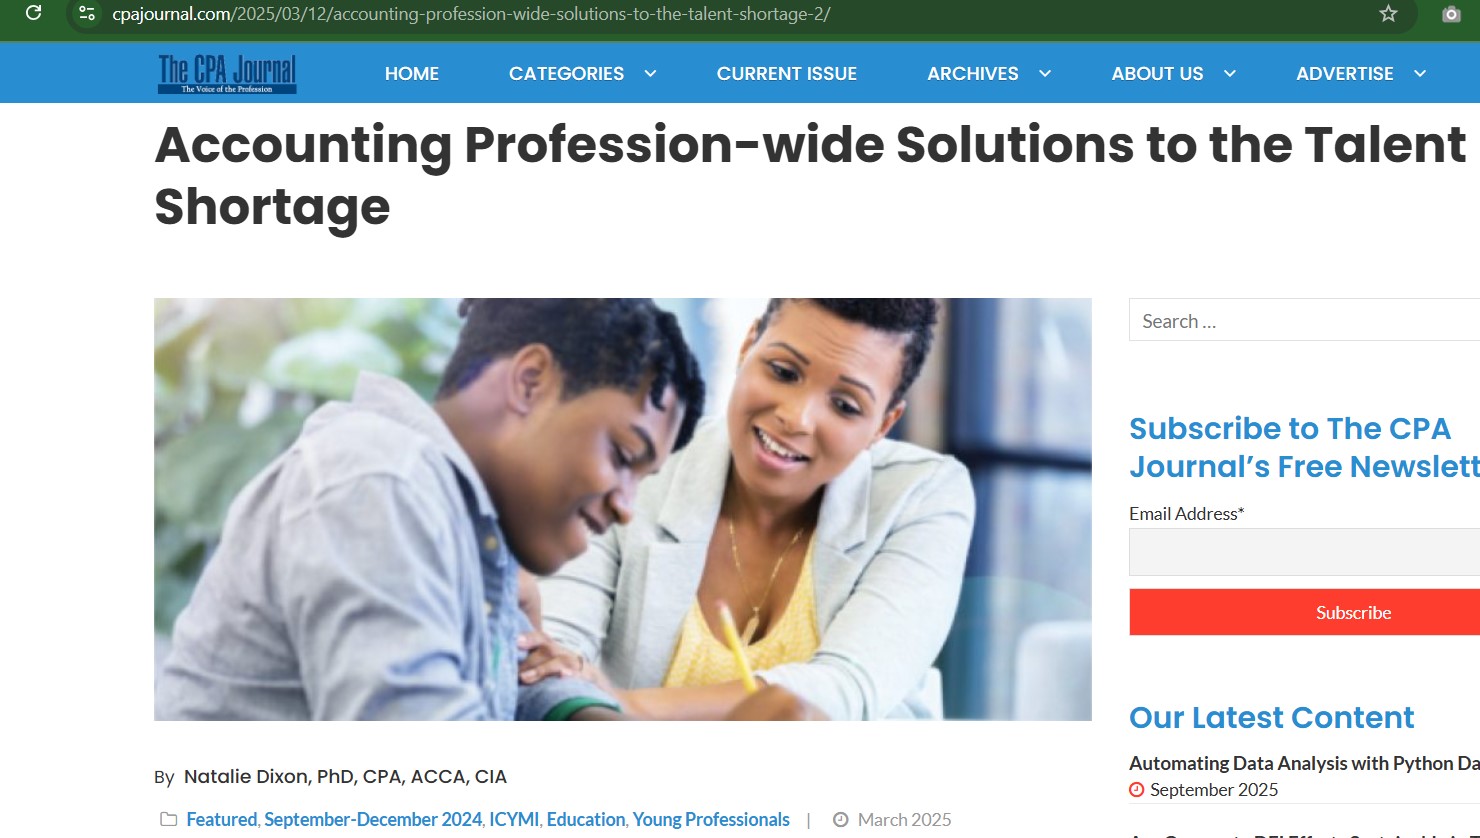 cpajournal.com/2025/03/12/accounting-profession-wide-solutions-to-the-talent-shortage-2/
The CPA Journal
The Voice of the Profession
HOME CATEGORIES CURRENT ISSUE ARCHIVES ABOUT US ADVERTISE
Accounting Profession-wide Solutions to the Talent
Shortage
Search ...
Subscribe to The CPA
Journal's Free Newslett
Email Address*
Subscribe
Our Latest Content
Automating Data Analysis with Python Da
September 2025
By Natalie Dixon, PhD, CPA, ACCA, CIA
Featured, September-December 2024, ICYMI, Education, Young Professionals | March 2025